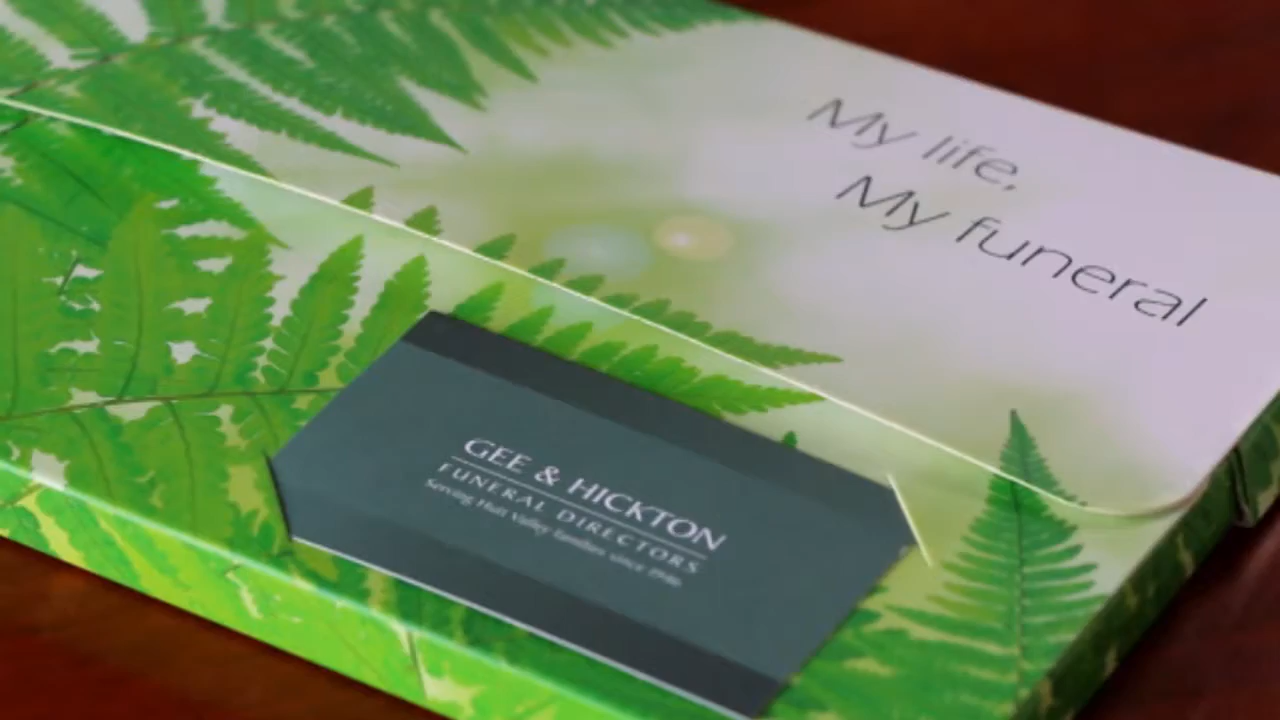 My life,
My funeral
GEE & HICKTON
FUNERAL DIRECTORS
Serving Hutt Valley families since 1946.